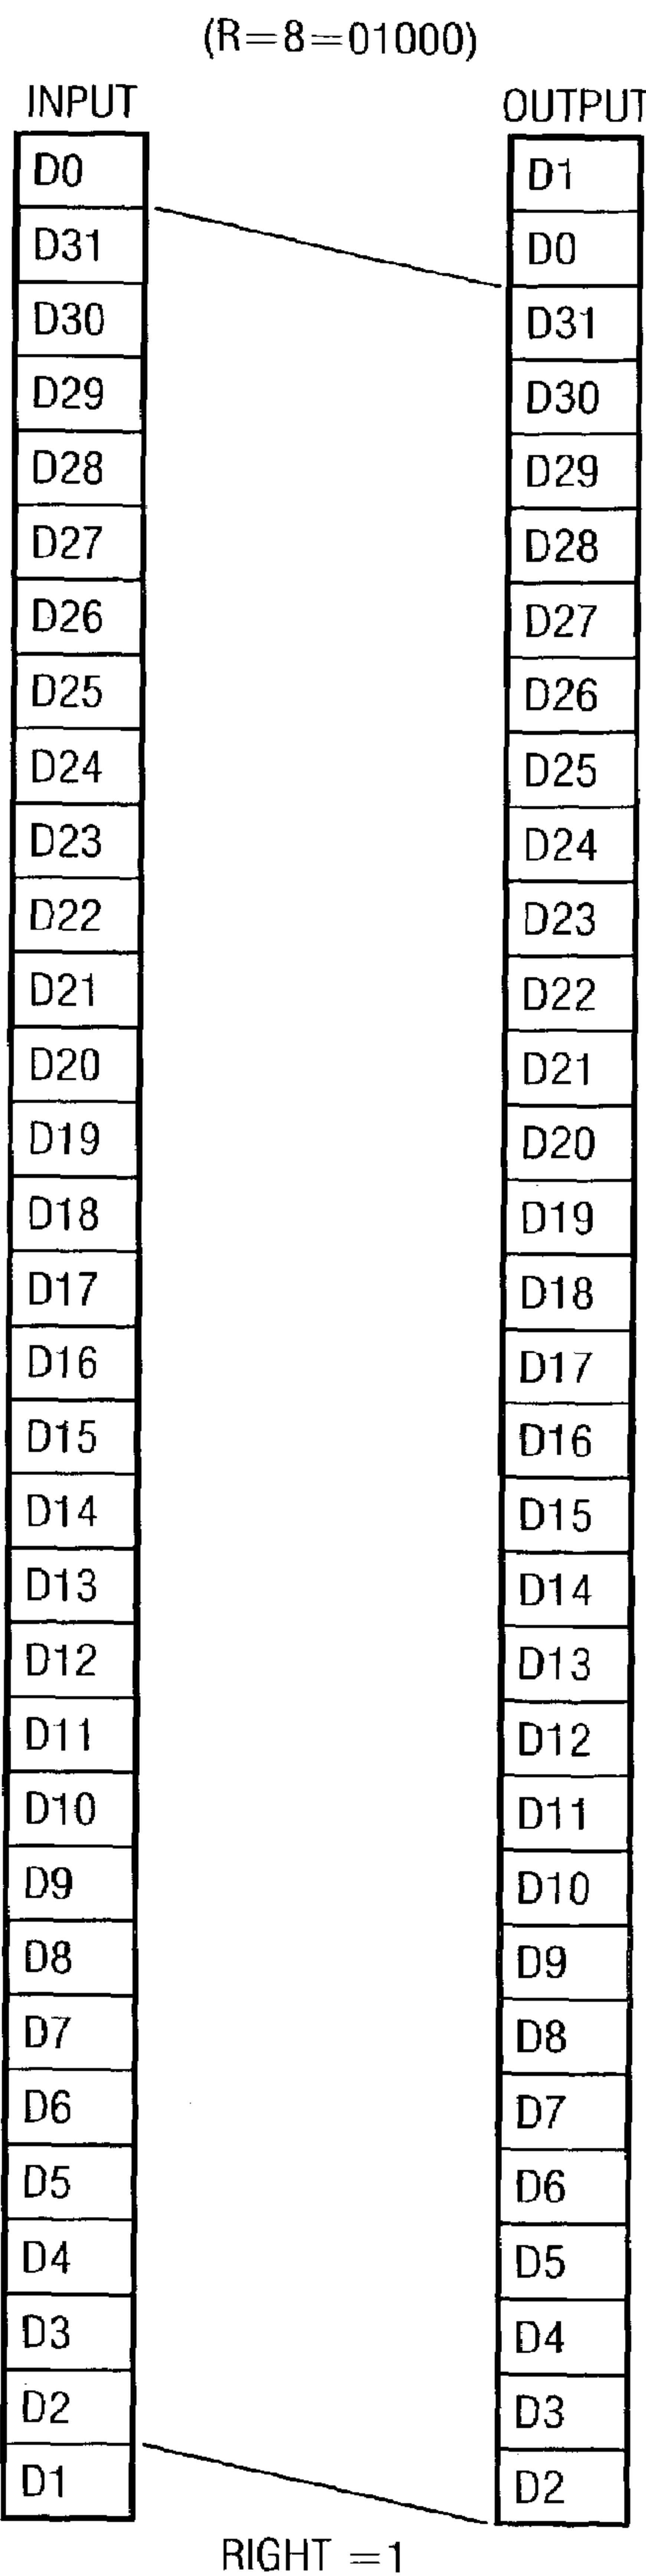 (R=8=01000)
INPUT OUTPUT
D0 D1
D31 D0
D30 D31
D29 D30
D28 D29
D27 D28
D26 D27
D25 D26
D24 D25
D23 D24
D22 D23
D21 D22
D20 D21
D19 D20
D18 D19
D17 D18
D16 D17
D15 D16
D14 D15
D13 D14
D12 D13
D11 D12
D10 D11
D9 D10
D8 D9
D7 D8
D6 D7
D5 D6
D4 D5
D3 D4
D2 D3
D1 D2
RIGHT =1